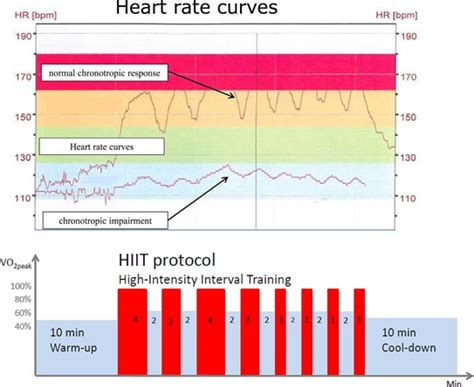 Heart rate curves
HR [bpm]
HR [bpm]
190
190
170
170
150
150
130
130
110
110
normal chronotropic response
Heart rate curves
chronotropic impairment
VO2peak
HIIT protocol
High-Intensity Interval Training
100%
80%
60%
40%
10 min
Warm-up
4 2 2 2 4 2 2 2 1 2 1 2 1 2 1
10 min
Cool-down
Min.